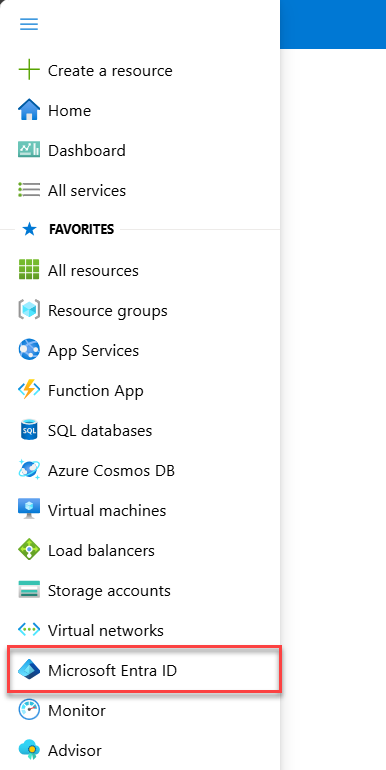 Create a resource
Home
Dashboard
All services
FAVORITES
All resources
Resource groups
App Services
Function App
SQL databases
Azure Cosmos DB
Virtual machines
Load balancers
Storage accounts
Virtual networks
Microsoft Entra ID
Monitor
Advisor